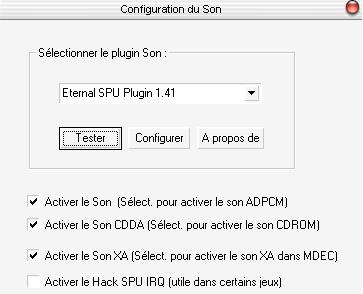 Configuration du Son
Sélectionner le plugin Son :
Eternal SPU Plugin 1.41
Tester Configurer A propos de
Activer le Son (Sélect. pour activer le son ADPCM)
Activer le Son CDDA (Sélect. pour activer le son CDROM)
Activer le Son XA (Sélect. pour activer le son XA dans MDEC)
Activer le Hack SPU IRQ (utile dans certains jeux)